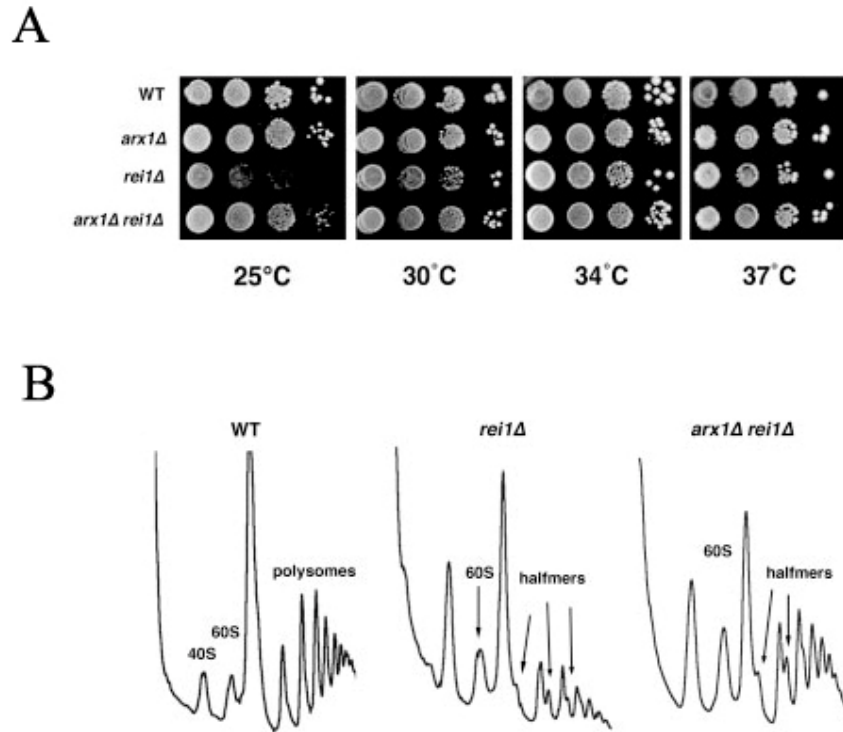 A
WT
arx1Δ
rei1Δ
arx1Δ rei1Δ
25°C
30°C
34°C
37°C
B
WT
rei1Δ
arx1Δ rei1Δ
40S
60S
polysomes
60S
halfmers
60S
halfmers